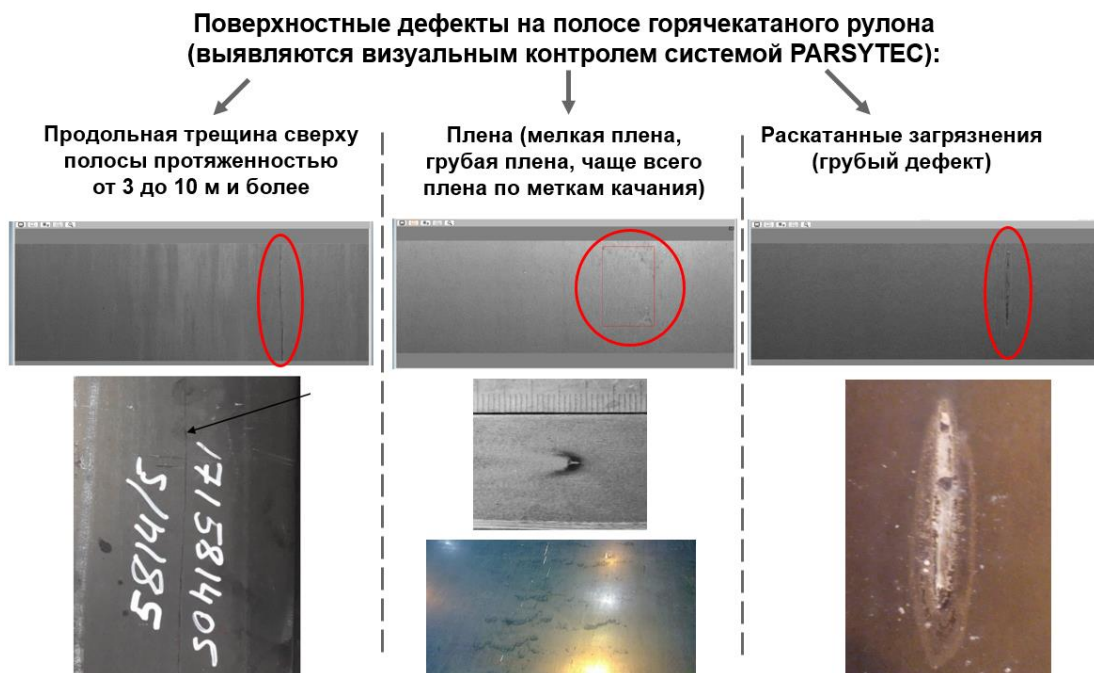 Поверхностные дефекты на полосе горячекатаного рулона
(выявляются визуальным контролем системой PARSYTEC):
Продольная трещина сверху
полосы протяженностью
от 3 до 10 м и более
Плена (мелкая плена,
грубая плена, чаще всего
плена по меткам качания)
Раскатанные загрязнения
(грубый дефект)
5814/5
171581405